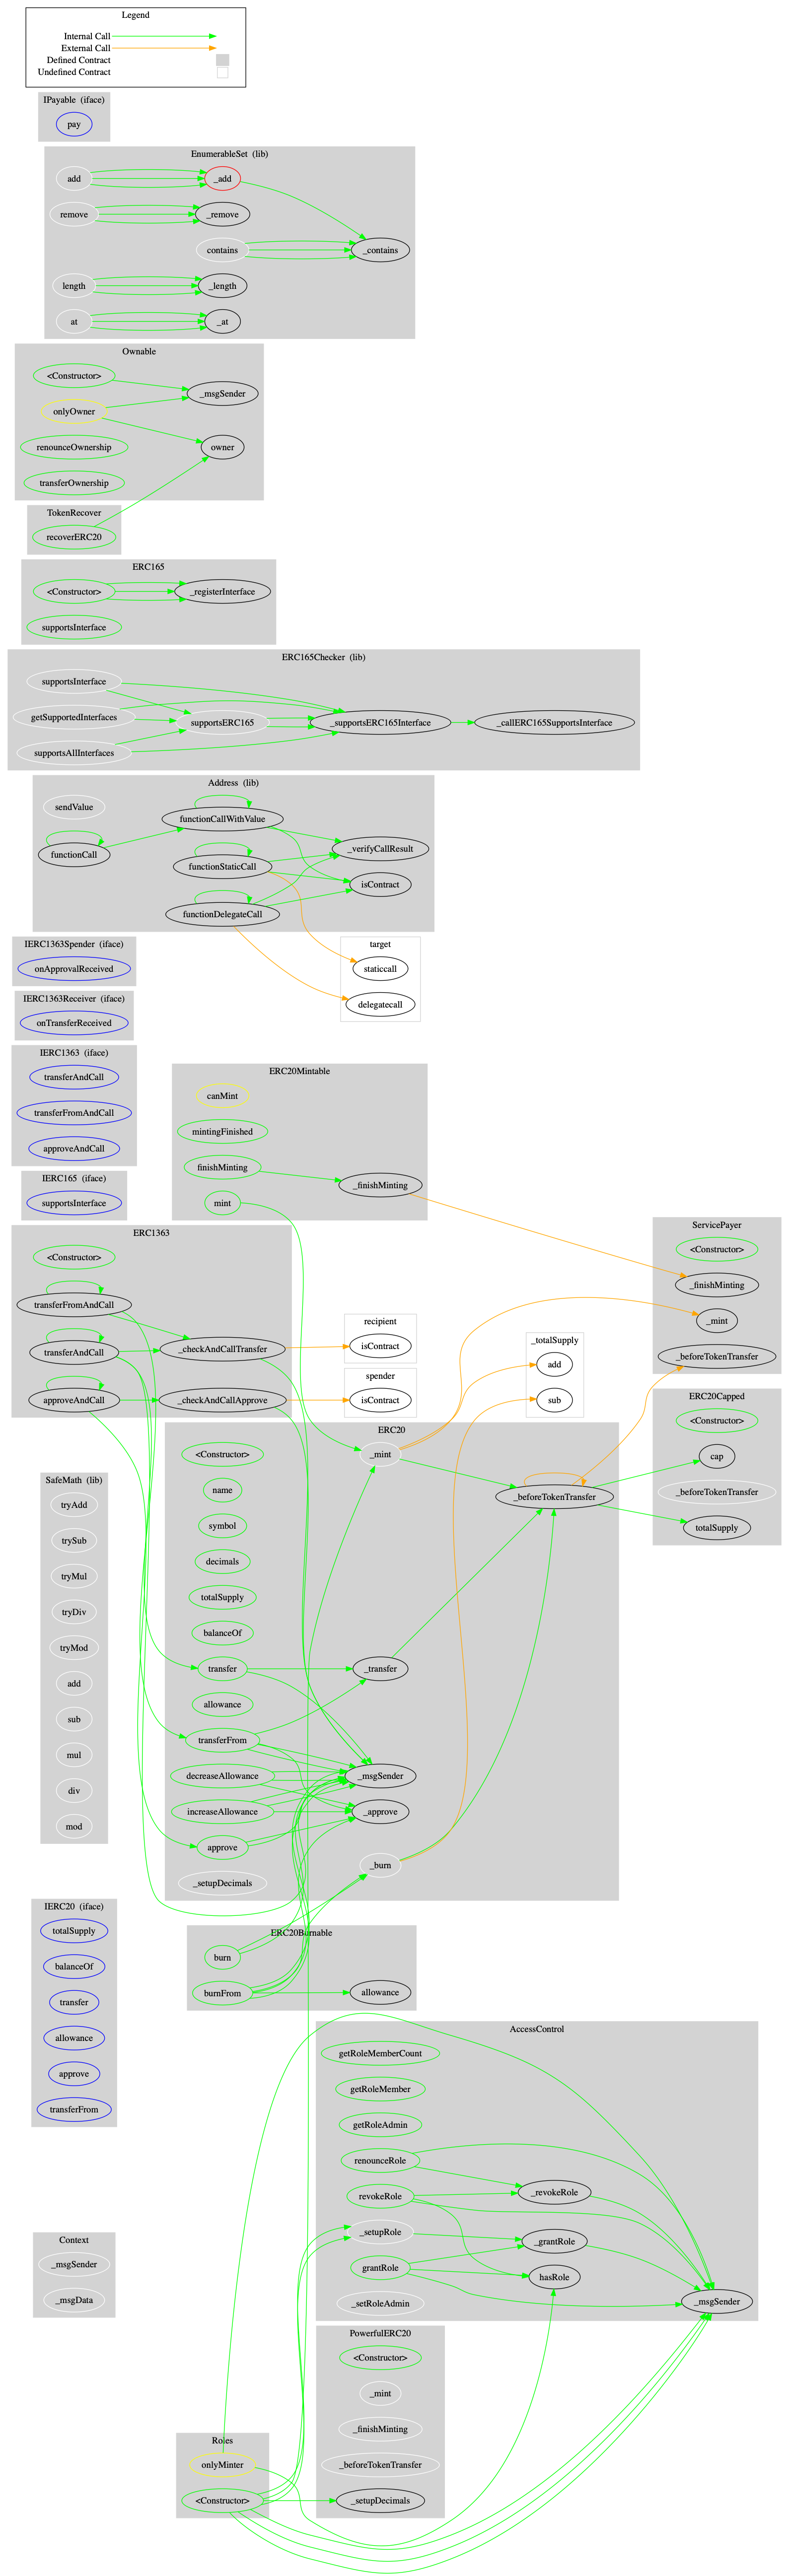 Legend
Internal Call
External Call
Defined Contract
Undefined Contract
IPayable (iface)
pay
EnumerableSet (lib)
add
_add
remove
_remove
contains
_contains
length
_length
at
_at
Ownable
<Constructor>
_msgSender
onlyOwner
renounceOwnership
owner
transferOwnership
TokenRecover
recoverERC20
ERC165
<Constructor>
_registerInterface
supportsInterface
ERC165Checker (lib)
supportsInterface
getSupportedInterfaces
supportsERC165
_supportsERC165Interface
_callERC165SupportsInterface
supportsAllInterfaces
Address (lib)
sendValue
functionCallWithValue
functionCall
_verifyCallResult
functionStaticCall
isContract
functionDelegateCall
IERC1363Spender (iface)
onApprovalReceived
target
staticcall
delegatecall
IERC1363Receiver (iface)
onTransferReceived
IERC1363 (iface)
transferAndCall
transferFromAndCall
approveAndCall
ERC20Mintable
canMint
mintingFinished
finishMinting
_finishMinting
mint
IERC165 (iface)
supportsInterface
ERC1363
<Constructor>
transferFromAndCall
transferAndCall
_checkAndCallTransfer
approveAndCall
_checkAndCallApprove
recipient
isContract
spender
isContract
_totalSupply
add
sub
ServicePayer
<Constructor>
_finishMinting
_mint
_beforeTokenTransfer
ERC20Capped
<Constructor>
cap
_beforeTokenTransfer
totalSupply
ERC20
<Constructor>
_mint
_beforeTokenTransfer
name
symbol
decimals
totalSupply
balanceOf
transfer
_transfer
allowance
transferFrom
decreaseAllowance
_msgSender
increaseAllowance
_approve
approve
_burn
_setupDecimals
SafeMath (lib)
tryAdd
trySub
tryMul
tryDiv
tryMod
add
sub
mul
div
mod
IERC20 (iface)
totalSupply
balanceOf
transfer
allowance
approve
transferFrom
ERC20Burnable
burn
burnFrom
allowance
AccessControl
getRoleMemberCount
getRoleMember
getRoleAdmin
renounceRole
revokeRole
_revokeRole
_setupRole
_grantRole
grantRole
hasRole
_setRoleAdmin
_msgSender
Context
_msgSender
_msgData
PowerfulERC20
<Constructor>
_mint
_finishMinting
_beforeTokenTransfer
_setupDecimals
Roles
onlyMinter
<Constructor>